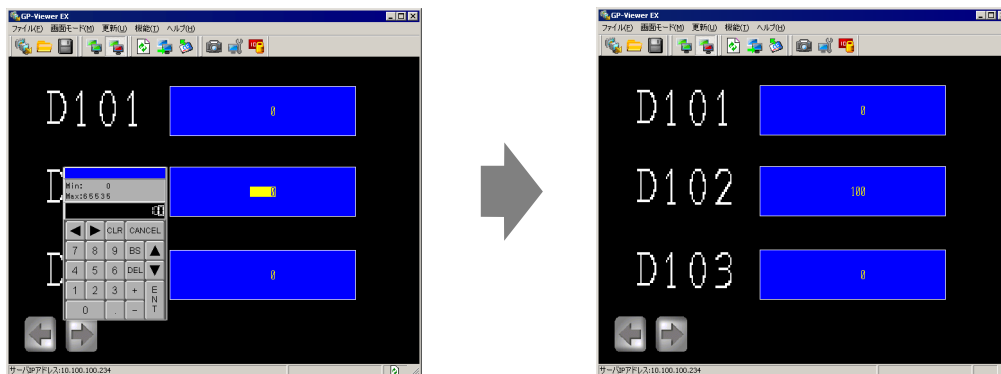 GP-Viewer EX
ファイル(F) 画面モード(M) 更新(U) 機能(T) ヘルプ(H)
D101
0
D
0
Min: 0
Max:65535
0
CLR CANCEL
7 8 9 BS
4 5 6 DEL
1 2 3 + ENT
0 . -
D
0
サーバIPアドレス:10.100.100.234
GP-Viewer EX
ファイル(F) 画面モード(M) 更新(U) 機能(T) ヘルプ(H)
D101
0
D102
100
D103
0
サーバIPアドレス:10.100.100.234